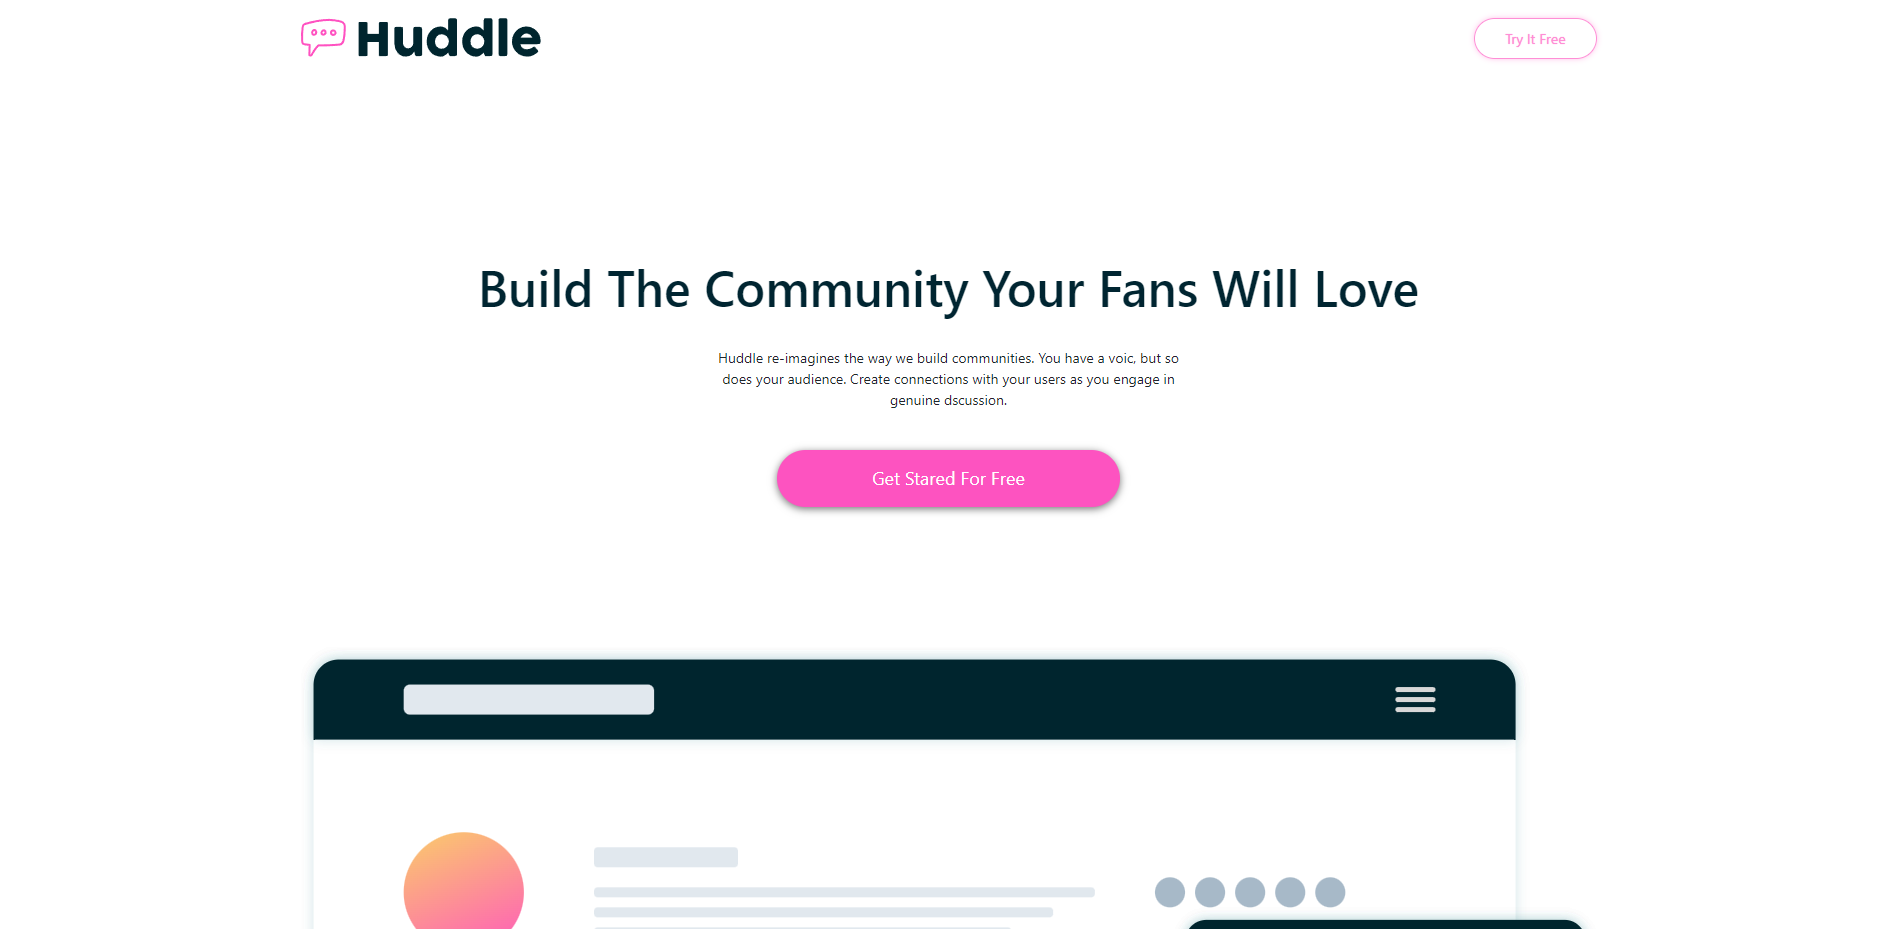 Huddle
Try It Free
Build The Community Your Fans Will Love
Huddle re-imagines the way we build communities. You have a voic, but so
does your audience. Create connections with your users as you engage in
genuine dscussion.
Get Stared For Free